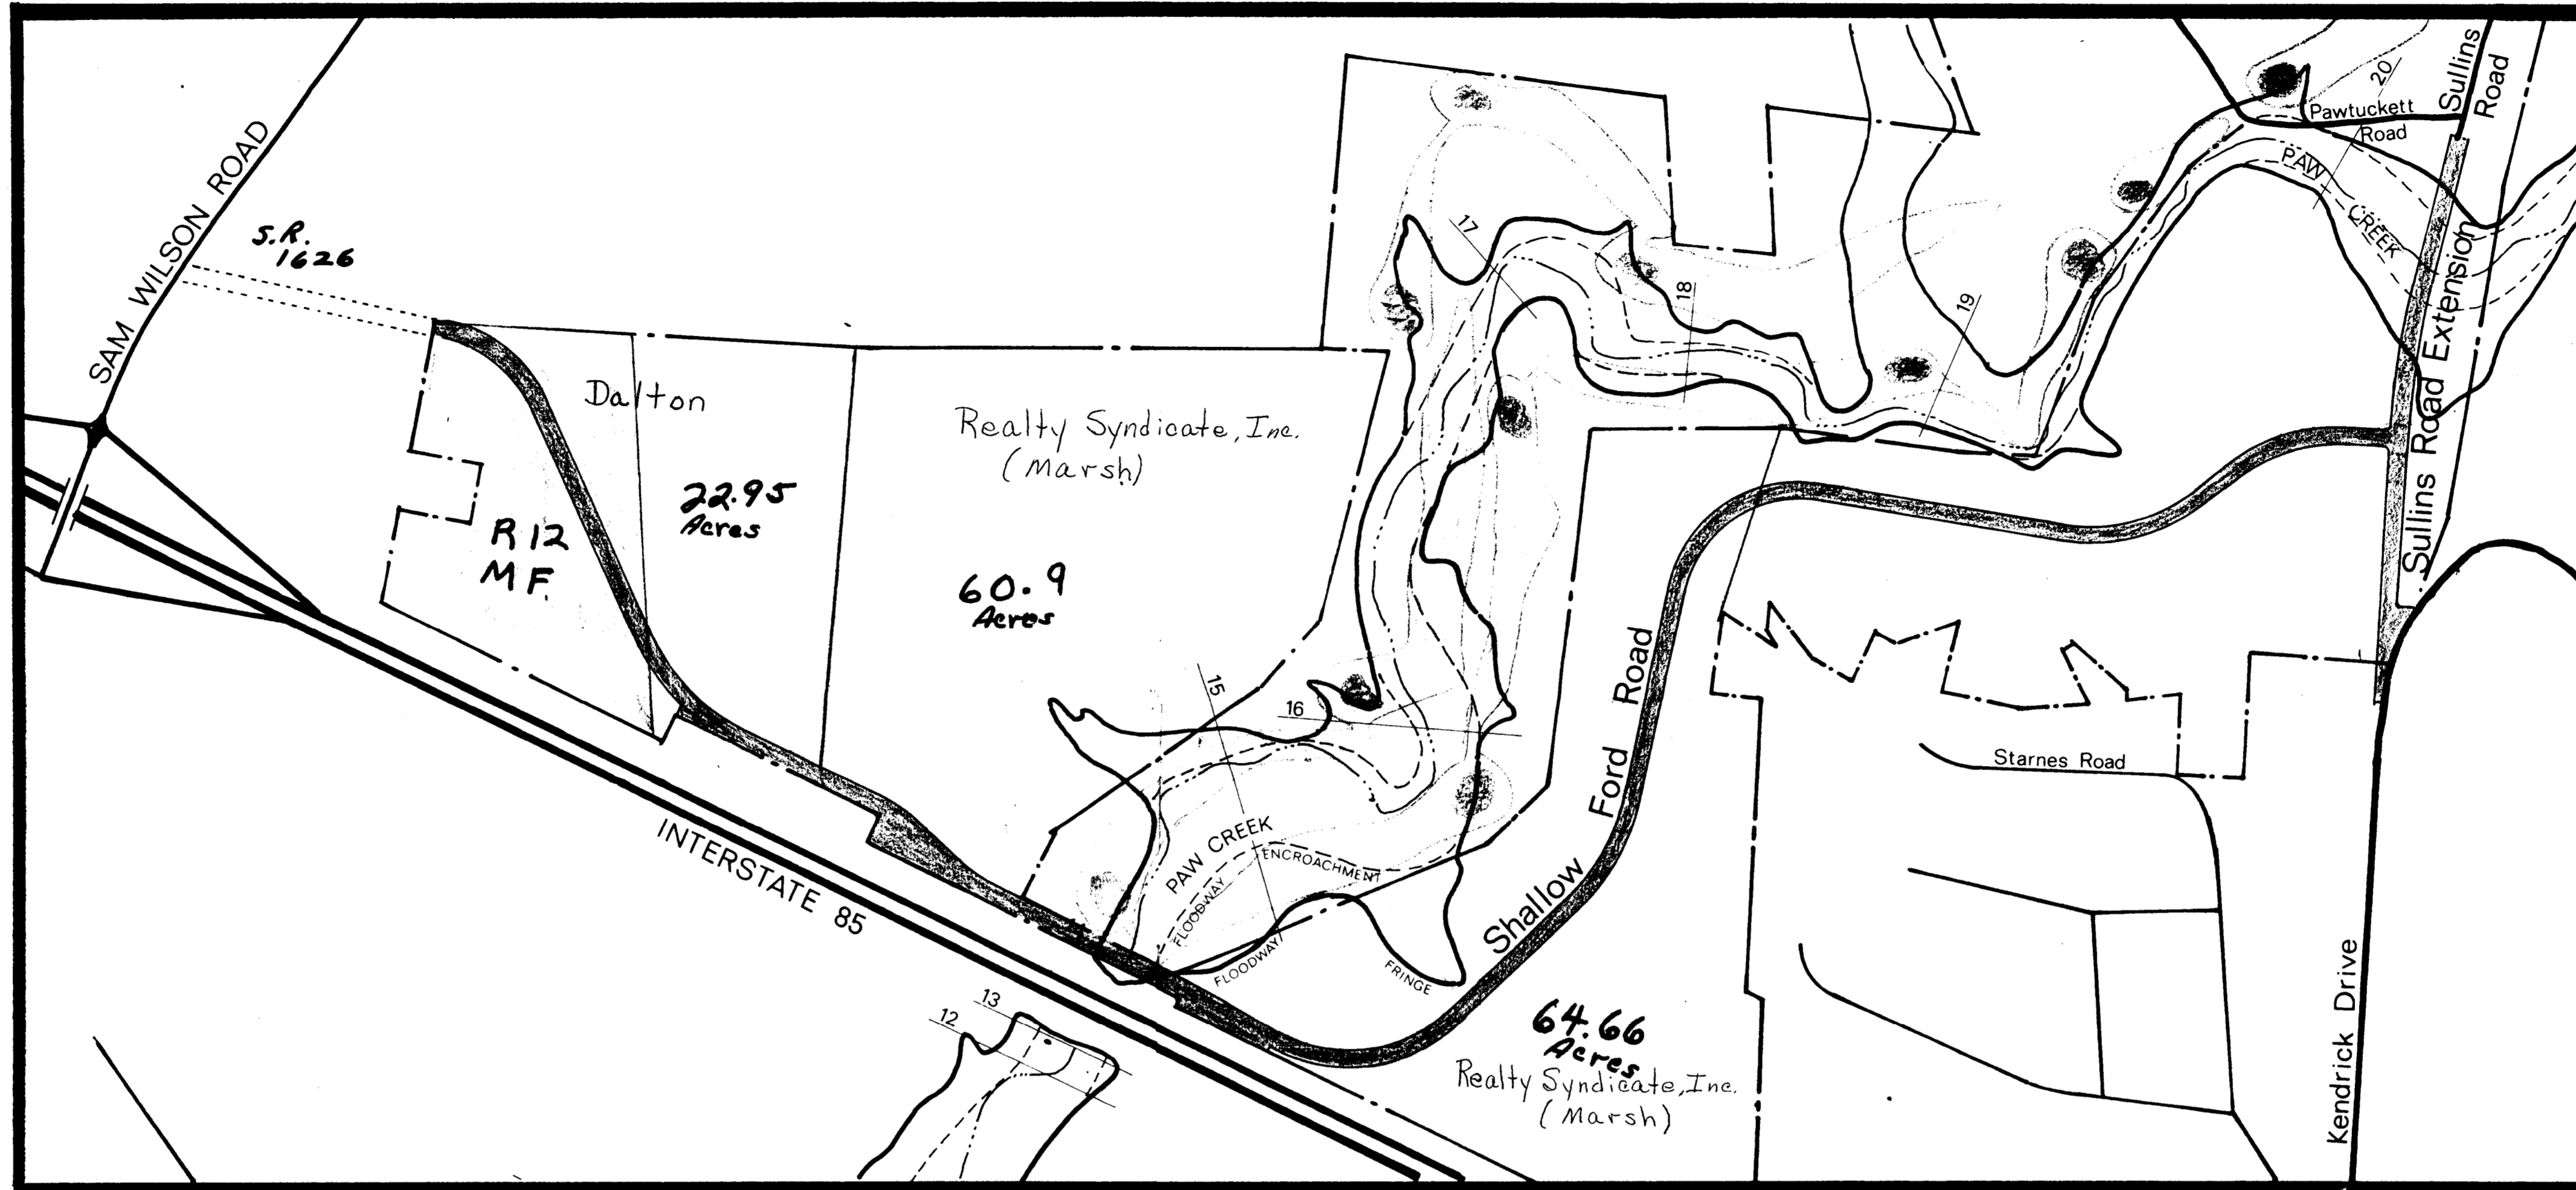 SAM WILSON ROAD
S.R.
1626
Dalton
22.95
Acres
R 12
M F.
Realty Syndicate, Inc.
(Marsh)
60.9
Acres
INTERSTATE 85
12
13
15
16
17
18
19
20
PAW CREEK
FLOODWAY
ENCROACHMENT
FLOODWAY
FRINGE
Shallow Ford Road
64.66
Acres
Realty Syndicate, Inc.
(Marsh)
Sullins
Road
Pawtuckett
Road
PAW
CREEK
Sullins Road Extension
Starnes Road
Kendrick Drive